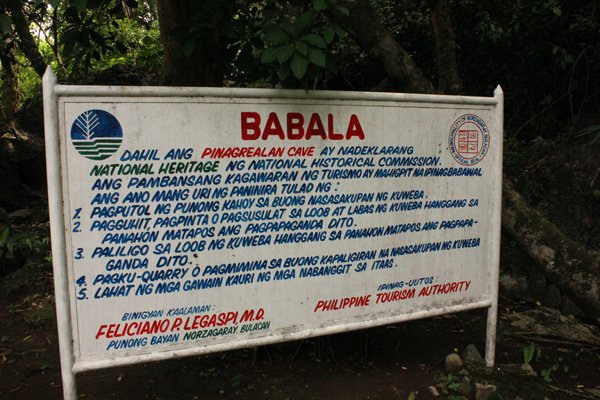 BABALA
DAHIL ANG PINAGREALAN CAVE AY NADEKLARANG
NATIONAL HERITAGE NG NATIONAL HISTORICAL COMMISSION.
ANG PAMBANSANG KAGAWARAN NG TURISMO AY MAHIGPIT NA IPINAGBABAWAL
ANG ANO MANG URI NG PANINIRA TULAD NG :
1 PAGPUTOL NG PUNONG KAHOY SA BUONG NASASAKUPAN NG KUWEBA.
2 PAGGUHIT, PAGPINTA O PAGSUSULAT SA LOOB AT LABAS NG KUWEBA HANGGANG SA
PANAHON MATAPOS ANG PAGPAPAGANDA DITO.
3 PALILIGO SA LOOB NG KUWEBA HANGGANG SA PANAHON MATAPOS ANG PAGPAPA-
GANDA DITO.
4 PAGKU-QUARRY O PAGMIMINA SA BUONG KAPALIGIRAN NA NASASAKUPAN NG KUWEBA
5 LAHAT NG MGA GAWAIN KAURI NG MGA NABANGGIT SA ITAAS.
BINIGYAN KAALAMAN:
FELICIANO P. LEGASPI, M.D.
PUNONG BAYAN NORZAGARAY, BULACAN
IPINAG-UUTOS:
PHILIPPINE TOURISM AUTHORITY